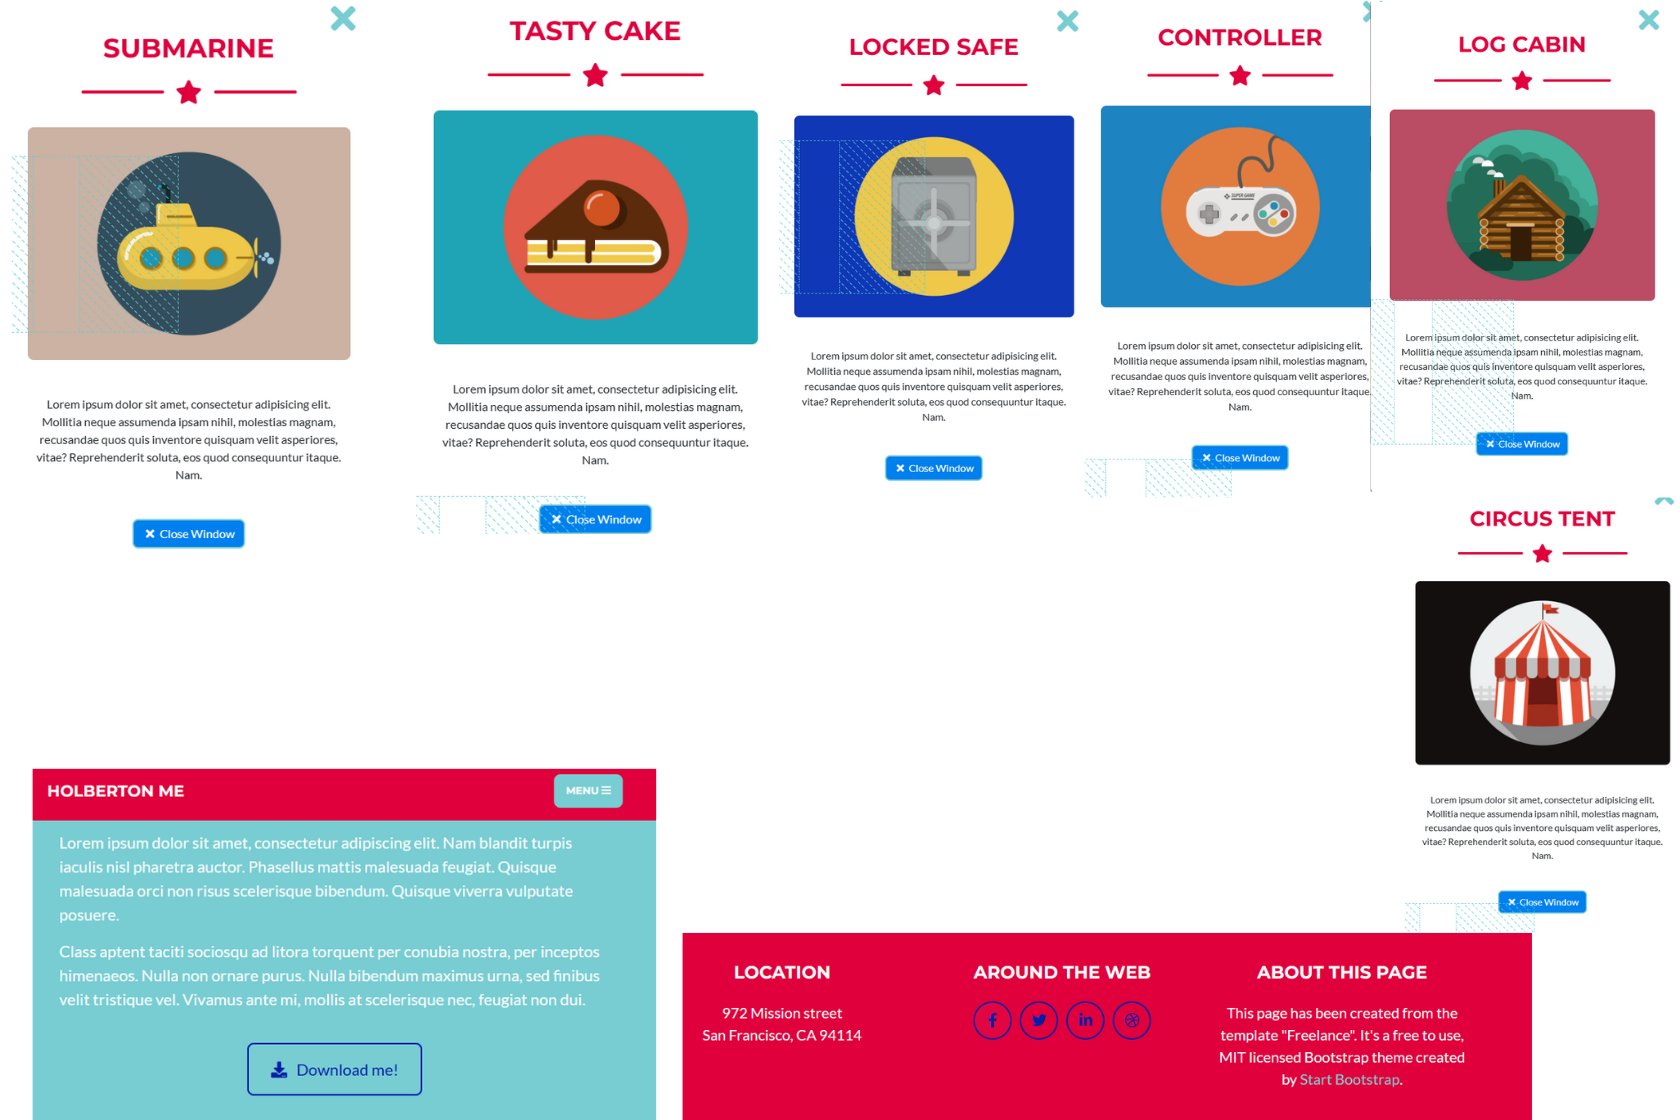 SUBMARINE
Lorem ipsum dolor sit amet, consectetur adipisicing elit.
Mollitia neque assumenda ipsam nihil, molestias magnam,
recusandae quos quis inventore quisquam velit asperiores,
vitae? Reprehenderit soluta, eos quod consequuntur itaque.
Nam.
Close Window
TASTY CAKE
Lorem ipsum dolor sit amet, consectetur adipisicing elit.
Mollitia neque assumenda ipsam nihil, molestias magnam,
recusandae quos quis inventore quisquam velit asperiores,
vitae? Reprehenderit soluta, eos quod consequuntur itaque.
Nam.
Close Window
LOCKED SAFE
Lorem ipsum dolor sit amet, consectetur adipisicing elit.
Mollitia neque assumenda ipsam nihil, molestias magnam,
recusandae quos quis inventore quisquam velit asperiores,
vitae? Reprehenderit soluta, eos quod consequuntur itaque.
Nam.
Close Window
CONTROLLER
SUPER GAME
Lorem ipsum dolor sit amet, consectetur adipisicing elit.
Mollitia neque assumenda ipsam nihil, molestias magnam,
recusandae quos quis inventore quisquam velit asperiores,
vitae? Reprehenderit soluta, eos quod consequuntur itaque.
Nam.
Close Window
LOG CABIN
Lorem ipsum dolor sit amet, consectetur adipisicing elit.
Mollitia neque assumenda ipsam nihil, molestias magnam,
recusandae quos quis inventore quisquam velit asperiores,
vitae? Reprehenderit soluta, eos quod consequuntur itaque.
Nam.
Close Window
CIRCUS TENT
Lorem ipsum dolor sit amet, consectetur adipisicing elit.
Mollitia neque assumenda ipsam nihil, molestias magnam,
recusandae quos quis inventore quisquam velit asperiores,
vitae? Reprehenderit soluta, eos quod consequuntur itaque.
Nam.
Close Window
HOLBERTON ME
MENU
Lorem ipsum dolor sit amet, consectetur adipiscing elit. Nam blandit turpis
iaculis nisl pharetra auctor. Phasellus mattis malesuada feugiat. Quisque
malesuada orci non risus scelerisque bibendum. Quisque viverra vulputate
posuere.
Class aptent taciti sociosqu ad litora torquent per conubia nostra, per inceptos
himenaeos. Nulla non ornare purus. Nulla bibendum maximus urna, sed finibus
velit tristique vel. Vivamus ante mi, mollis at scelerisque nec, feugiat non dui.
Download me!
LOCATION
972 Mission street
San Francisco, CA 94114
AROUND THE WEB
ABOUT THIS PAGE
This page has been created from the
template "Freelance". It's a free to use,
MIT licensed Bootstrap theme created
by Start Bootstrap.